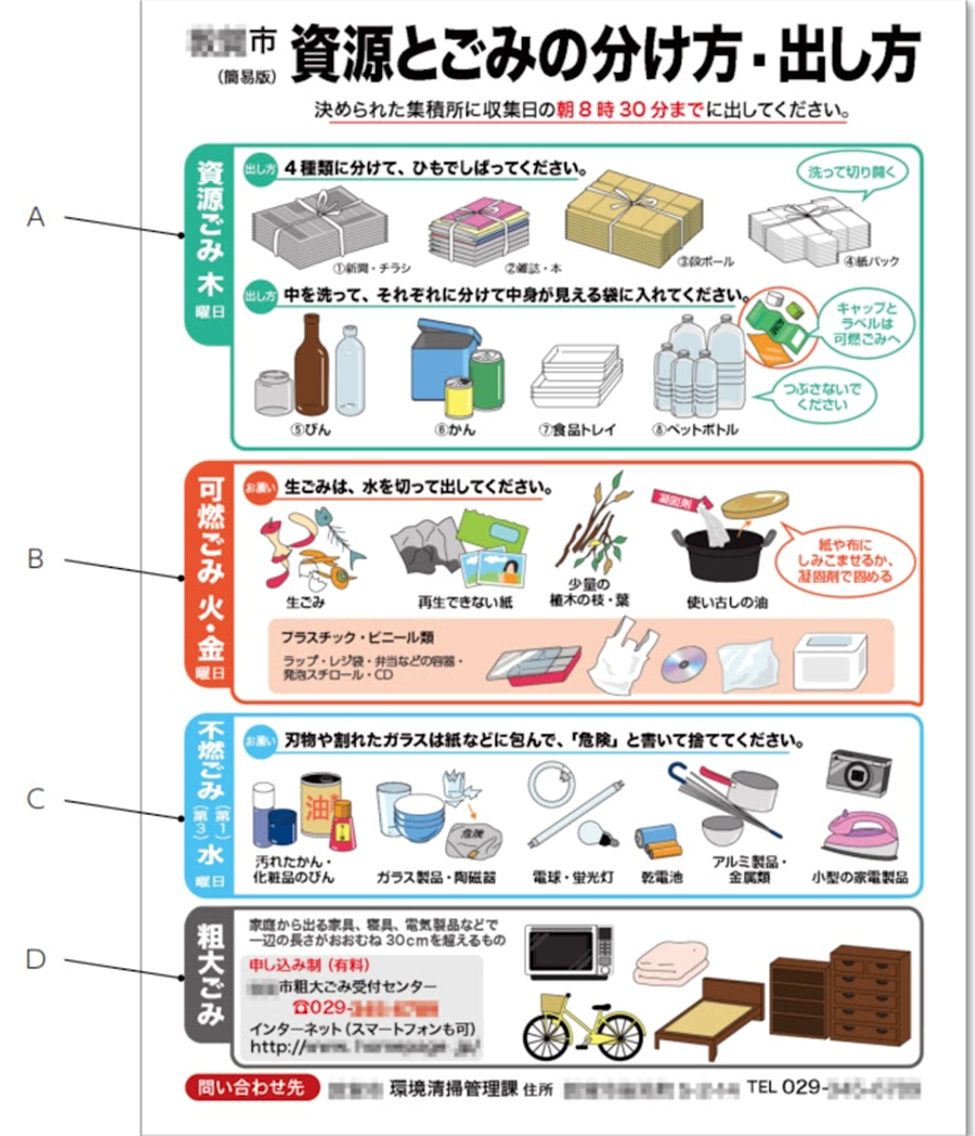 市
(簡易版)
資源とごみの分け方・出し方
決められた集積所に収集日の朝8時30分までに出してください。
A
資源ごみ 木曜日
出し方 4種類に分けて、ひもでしばってください。
洗って切り開く
①新聞・チラシ
②雑誌・本
③段ボール
④紙パック
出し方 中を洗って、それぞれに分けて中身が見える袋に入れてください。
キャップと
ラベルは
可燃ごみへ
つぶさないで
ください
⑤びん
⑥かん
⑦食品トレイ
⑧ペットボトル
B
可燃ごみ 火・金曜日
お願い 生ごみは、水を切って出してください。
凝固剤
紙や布に
しみこませるか、
凝固剤で固める
生ごみ
再生できない紙
少量の
植木の枝・葉
使い古しの油
プラスチック・ビニール類
ラップ・レジ袋・弁当などの容器・
発泡スチロール・CD
C
不燃ごみ (第1)(第3) 水曜日
お願い 刃物や割れたガラスは紙などに包んで、「危険」と書いて捨ててください。
油
危険
汚れたかん・
化粧品のびん
ガラス製品・陶磁器
電球・蛍光灯
乾電池
アルミ製品・
金属類
小型の家電製品
D
粗大ごみ
家庭から出る家具、寝具、電気製品などで
一辺の長さがおおむね30cmを超えるもの
申し込み制(有料)
市粗大ごみ受付センター
☎029-
インターネット(スマートフォンも可)
http://
問い合わせ先 環境清掃管理課 住所 TEL 029-